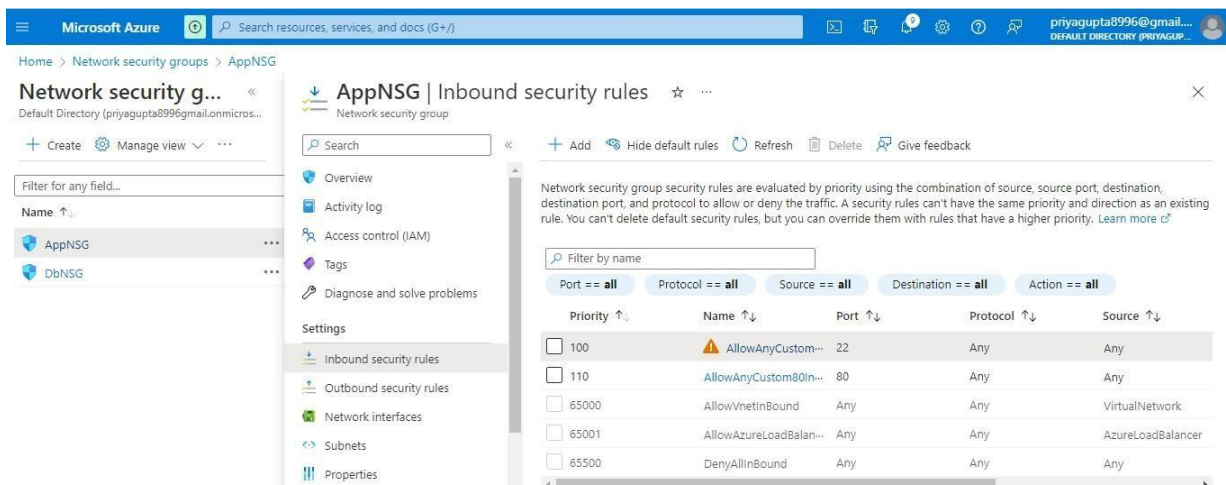 Microsoft Azure
Search resources, services, and docs (G+/)
9
priyagupta8996@gmail....
DEFAULT DIRECTORY (PRIYAGUP...
Home > Network security groups > AppNSG
Network security g... «
Default Directory (priyagupta8996gmail.onmicros...
+ Create Manage view ...
Filter for any field...
Name ↑↓
AppNSG ...
DbNSG ...
AppNSG | Inbound security rules ☆ ...
Network security group
Search «
Overview
Activity log
Access control (IAM)
Tags
Diagnose and solve problems
Settings
Inbound security rules
Outbound security rules
Network interfaces
Subnets
Properties
+ Add Hide default rules Refresh Delete Give feedback
Network security group security rules are evaluated by priority using the combination of source, source port, destination,
destination port, and protocol to allow or deny the traffic. A security rules can't have the same priority and direction as an existing
rule. You can't delete default security rules, but you can override them with rules that have a higher priority. Learn more
Filter by name
Port == all Protocol == all Source == all Destination == all Action == all
Priority ↑↓ Name ↑↓ Port ↑↓ Protocol ↑↓ Source ↑↓
100 AllowAnyCustom... 22 Any Any
110 AllowAnyCustom80In... 80 Any Any
65000 AllowVnetInBound Any Any VirtualNetwork
65001 AllowAzureLoadBalan... Any Any AzureLoadBalancer
65500 DenyAllInBound Any Any Any